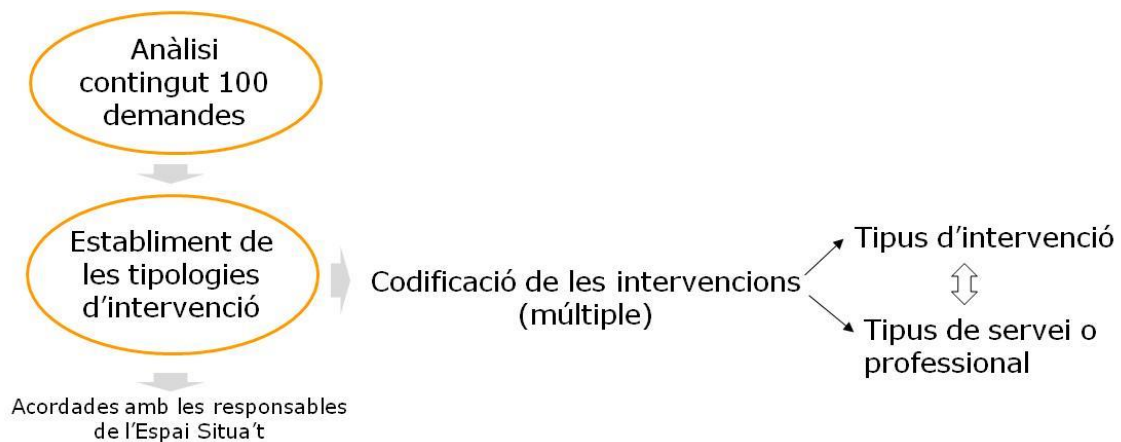 Anàlisi
contingut 100
demandes
Establiment de
les tipologies
d'intervenció
Codificació de les intervencions
(múltiple)
Tipus d'intervenció
Tipus de servei o
professional
Acordades amb les responsables
de l'Espai Situa't